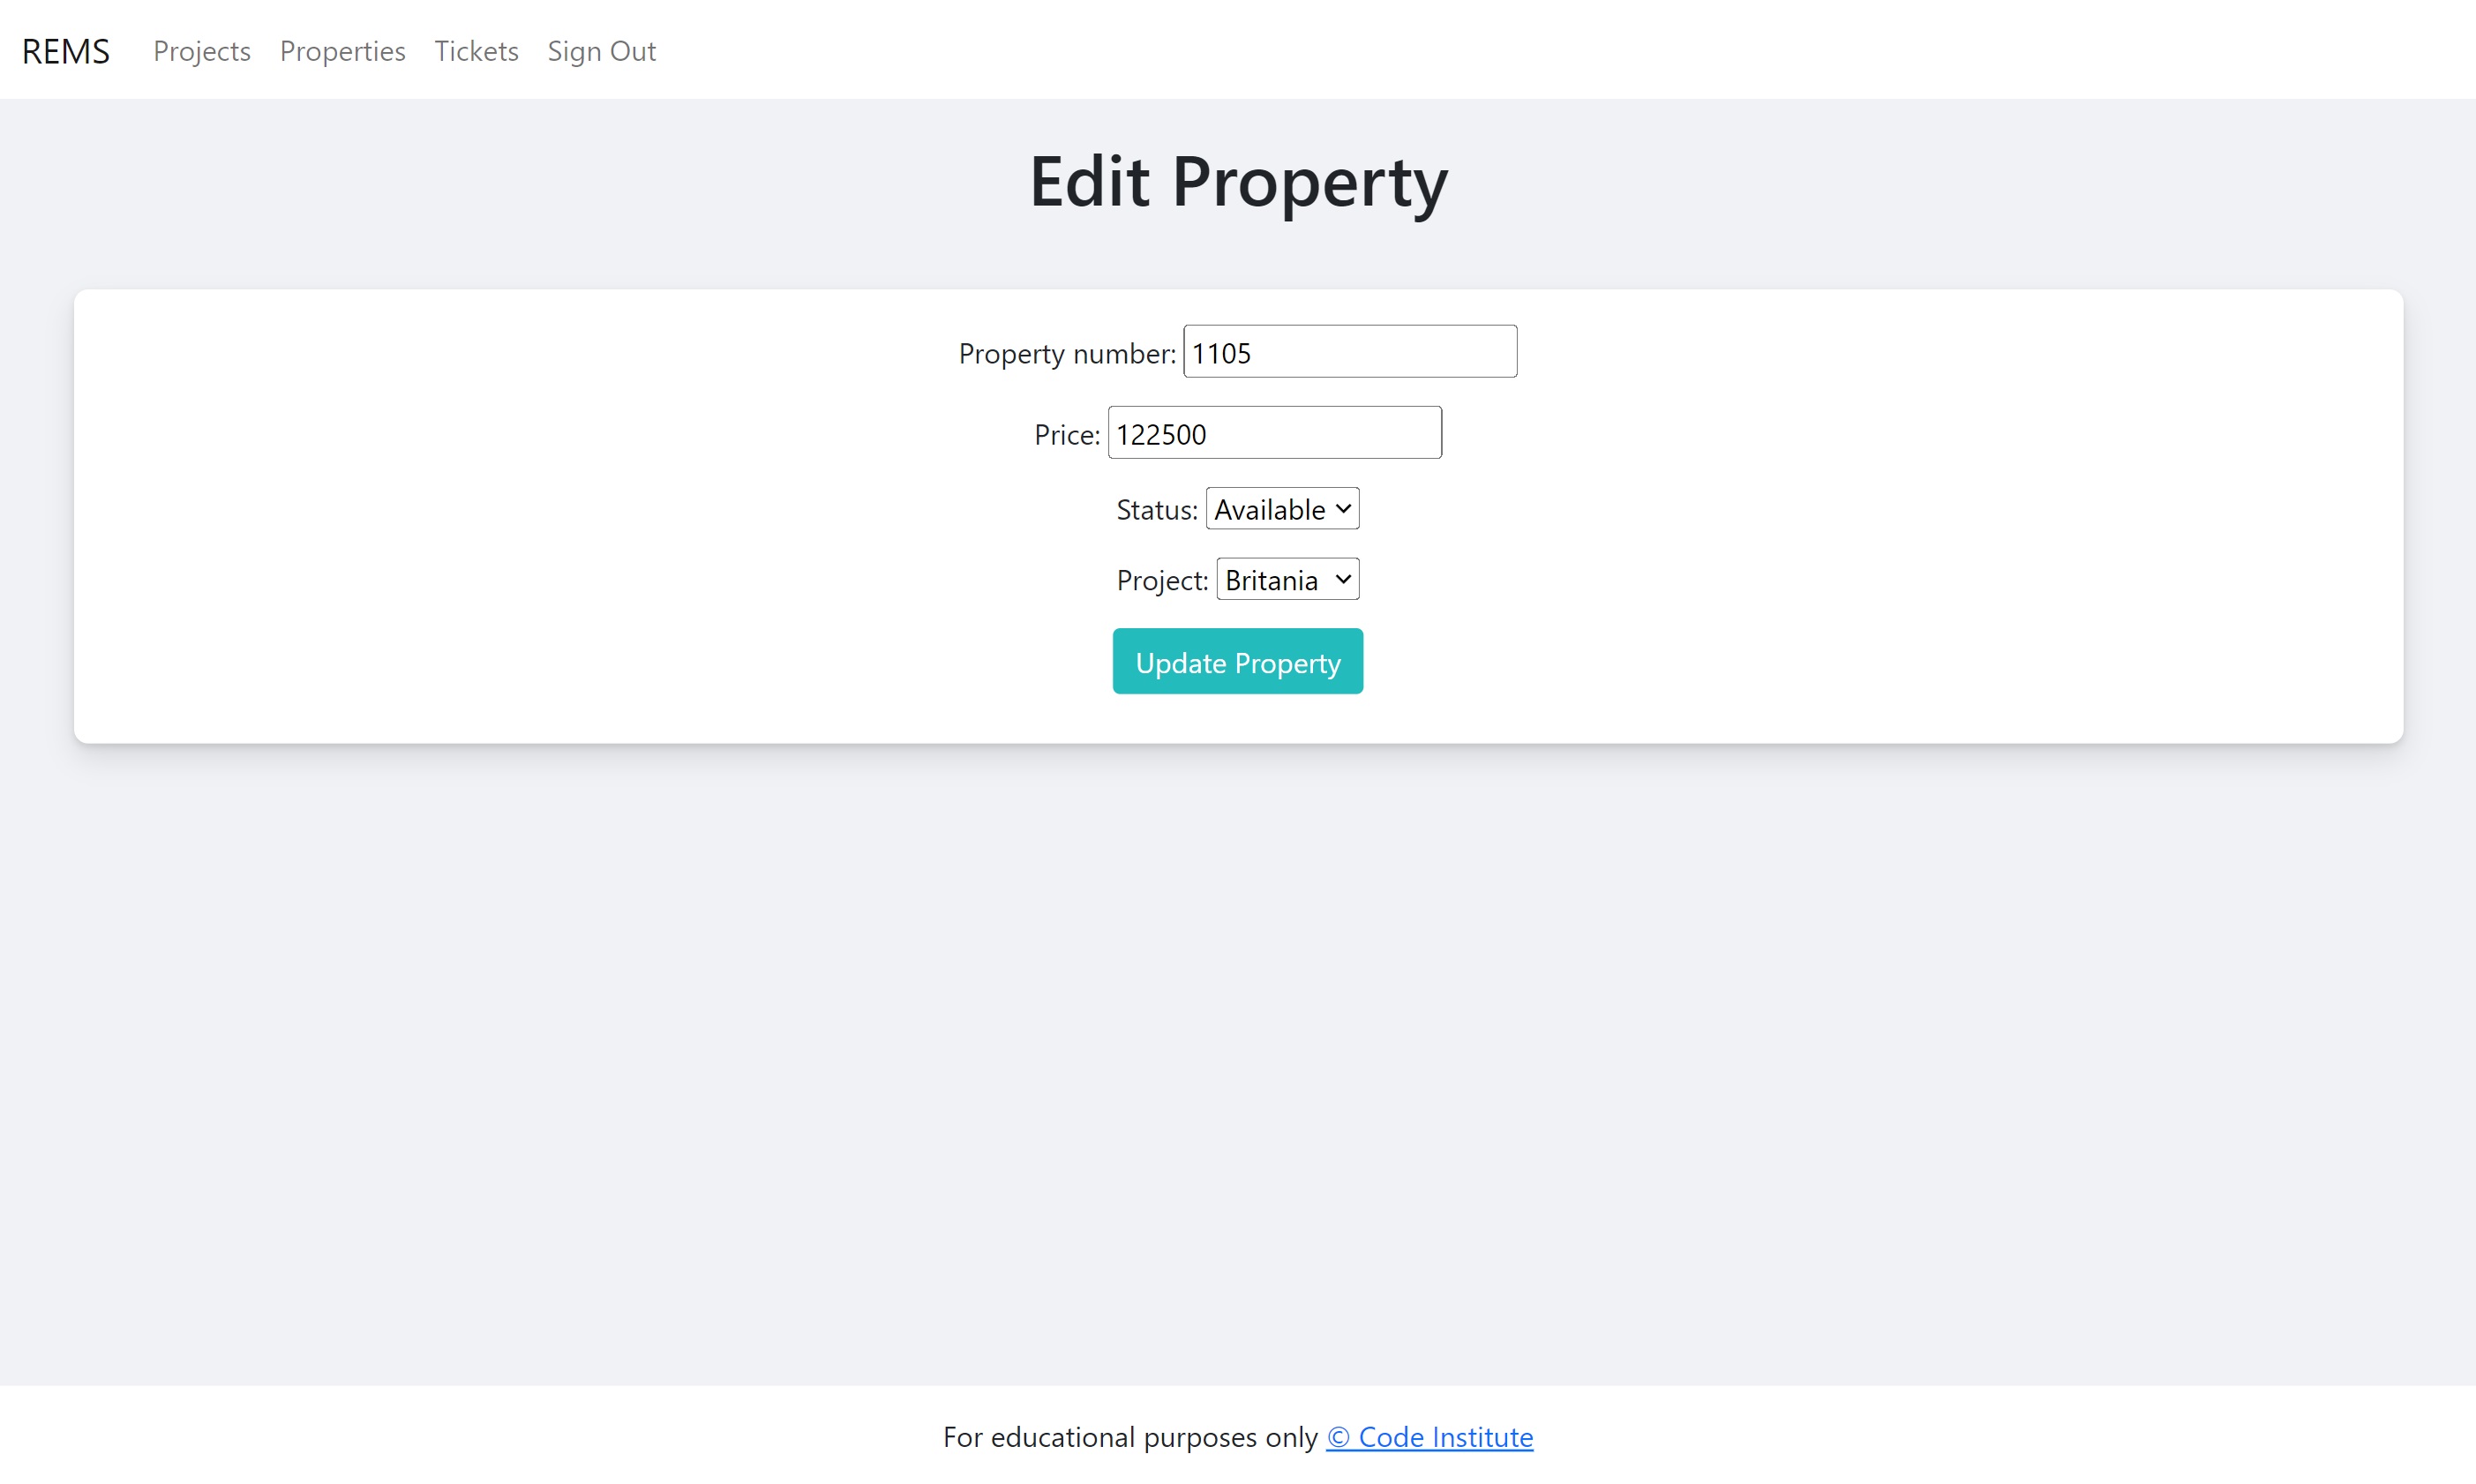 REMS Projects Properties Tickets Sign Out
Edit Property
Property number: 1105
Price: 122500
Status: Available
Project: Britania
Update Property
For educational purposes only © Code Institute